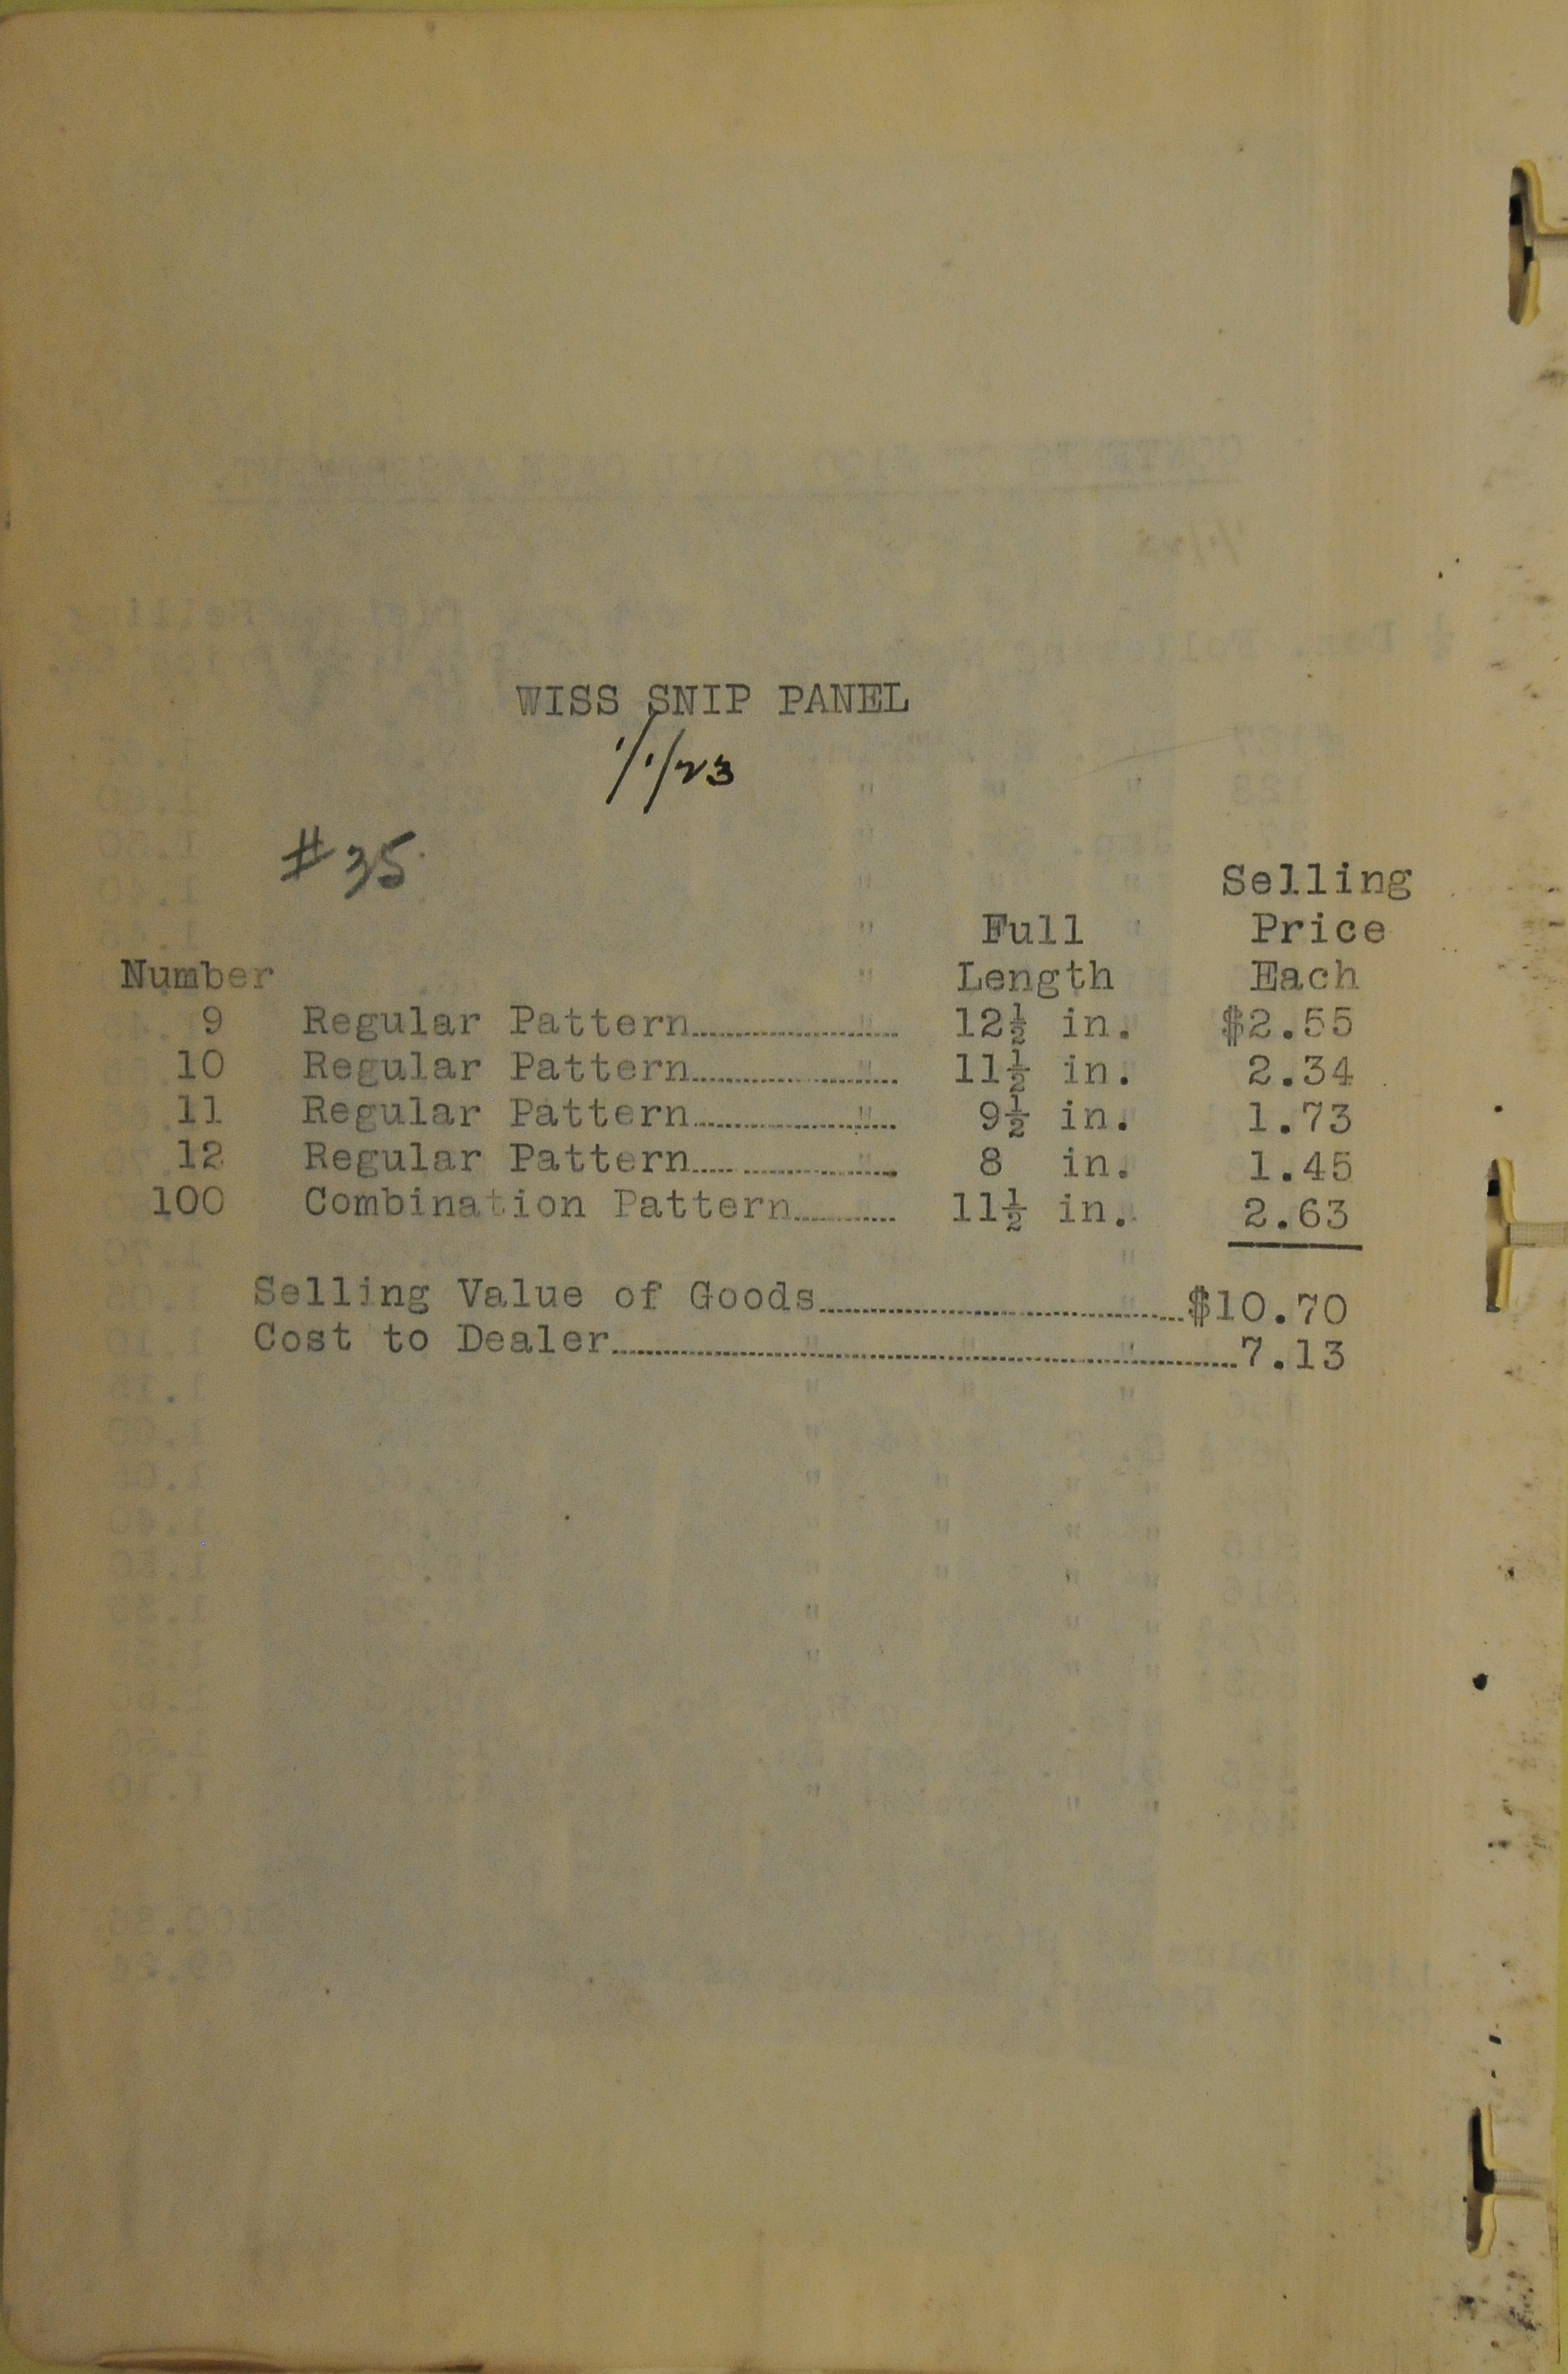 WISS SNIP PANEL
1/1/23
#35
Selling
Full Price
Number Length Each
9 Regular Pattern.................... 12½ in. $2.55
10 Regular Pattern.................... 11½ in. 2.34
11 Regular Pattern.................... 9½ in. 1.73
12 Regular Pattern.................... 8 in. 1.45
100 Combination Pattern.......... 11½ in. 2.63
Selling Value of Goods....................................$10.70
Cost to Dealer..............................................................7.13